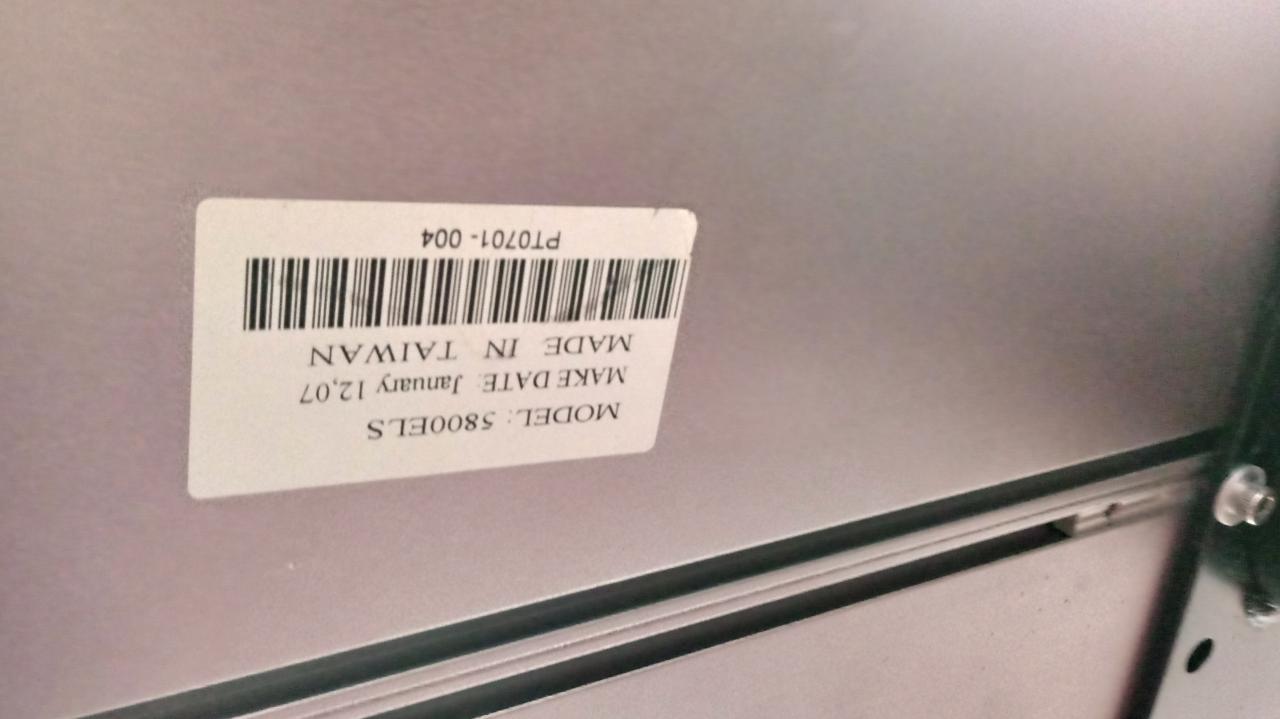 MODEL: 5800ELS
MAKE DATE: January 12,07
MADE IN TAIWAN
PT0701- 004